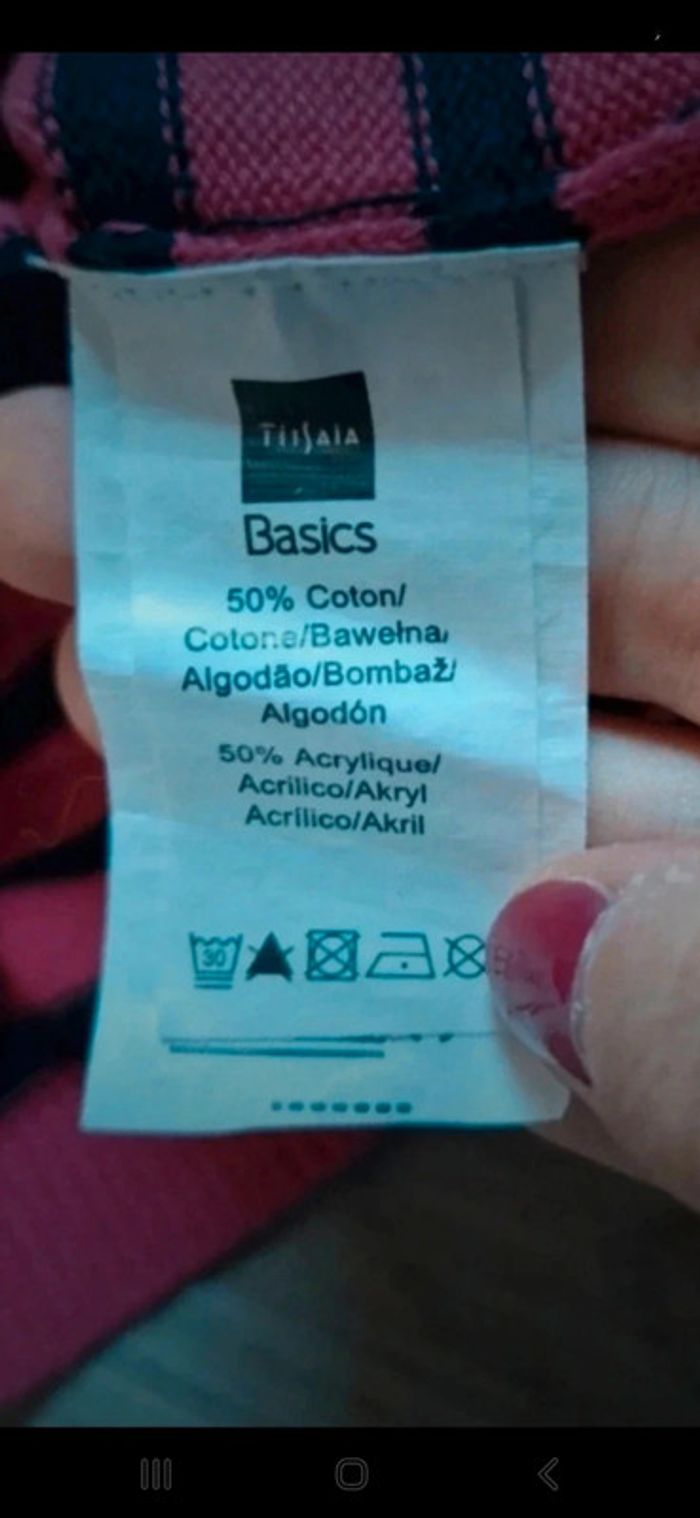 TISSAIA
Basics
50% Coton/
Cotone/Bawełna/
Algodão/Bombaž/
Algodón
50% Acrylique/
Acrilico/Akryl
Acrílico/Akril
30